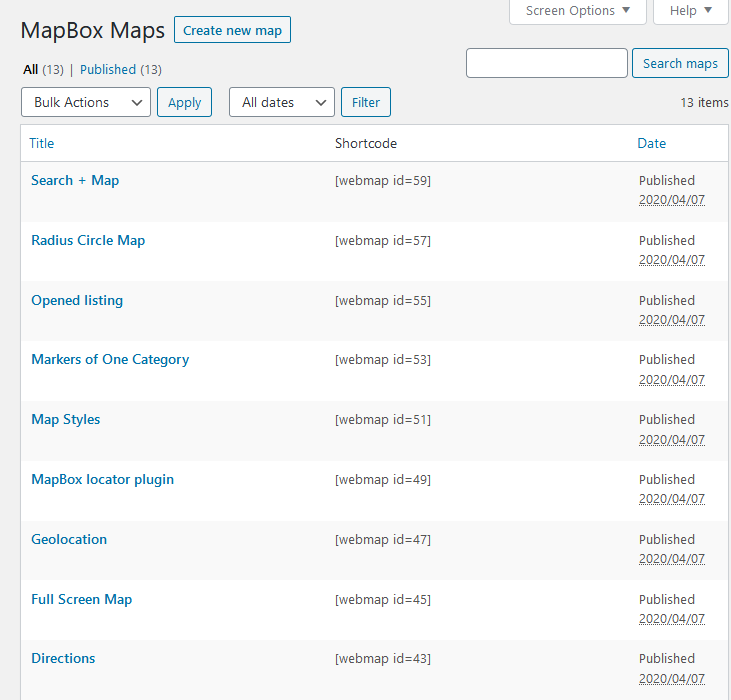 Screen Options ▼ Help ▼
MapBox Maps Create new map
All (13) | Published (13)
Search maps
Bulk Actions Apply All dates Filter 13 items
Title Shortcode Date
Search + Map [webmap id=59] Published
2020/04/07
Radius Circle Map [webmap id=57] Published
2020/04/07
Opened listing [webmap id=55] Published
2020/04/07
Markers of One Category [webmap id=53] Published
2020/04/07
Map Styles [webmap id=51] Published
2020/04/07
MapBox locator plugin [webmap id=49] Published
2020/04/07
Geolocation [webmap id=47] Published
2020/04/07
Full Screen Map [webmap id=45] Published
2020/04/07
Directions [webmap id=43] Published
2020/04/07